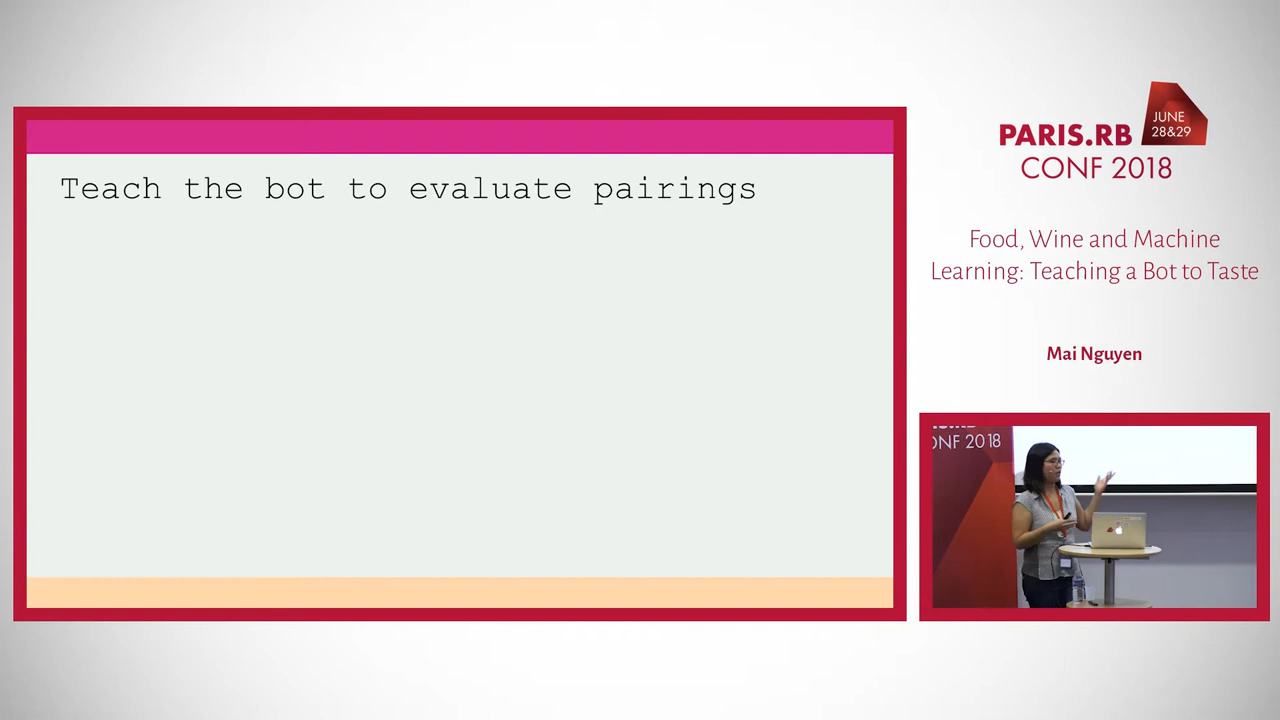 Teach the bot to evaluate pairings
PARIS.RB
JUNE
28&29
CONF 2018
Food, Wine and Machine
Learning: Teaching a Bot to Taste
Mai Nguyen
CONF 2018